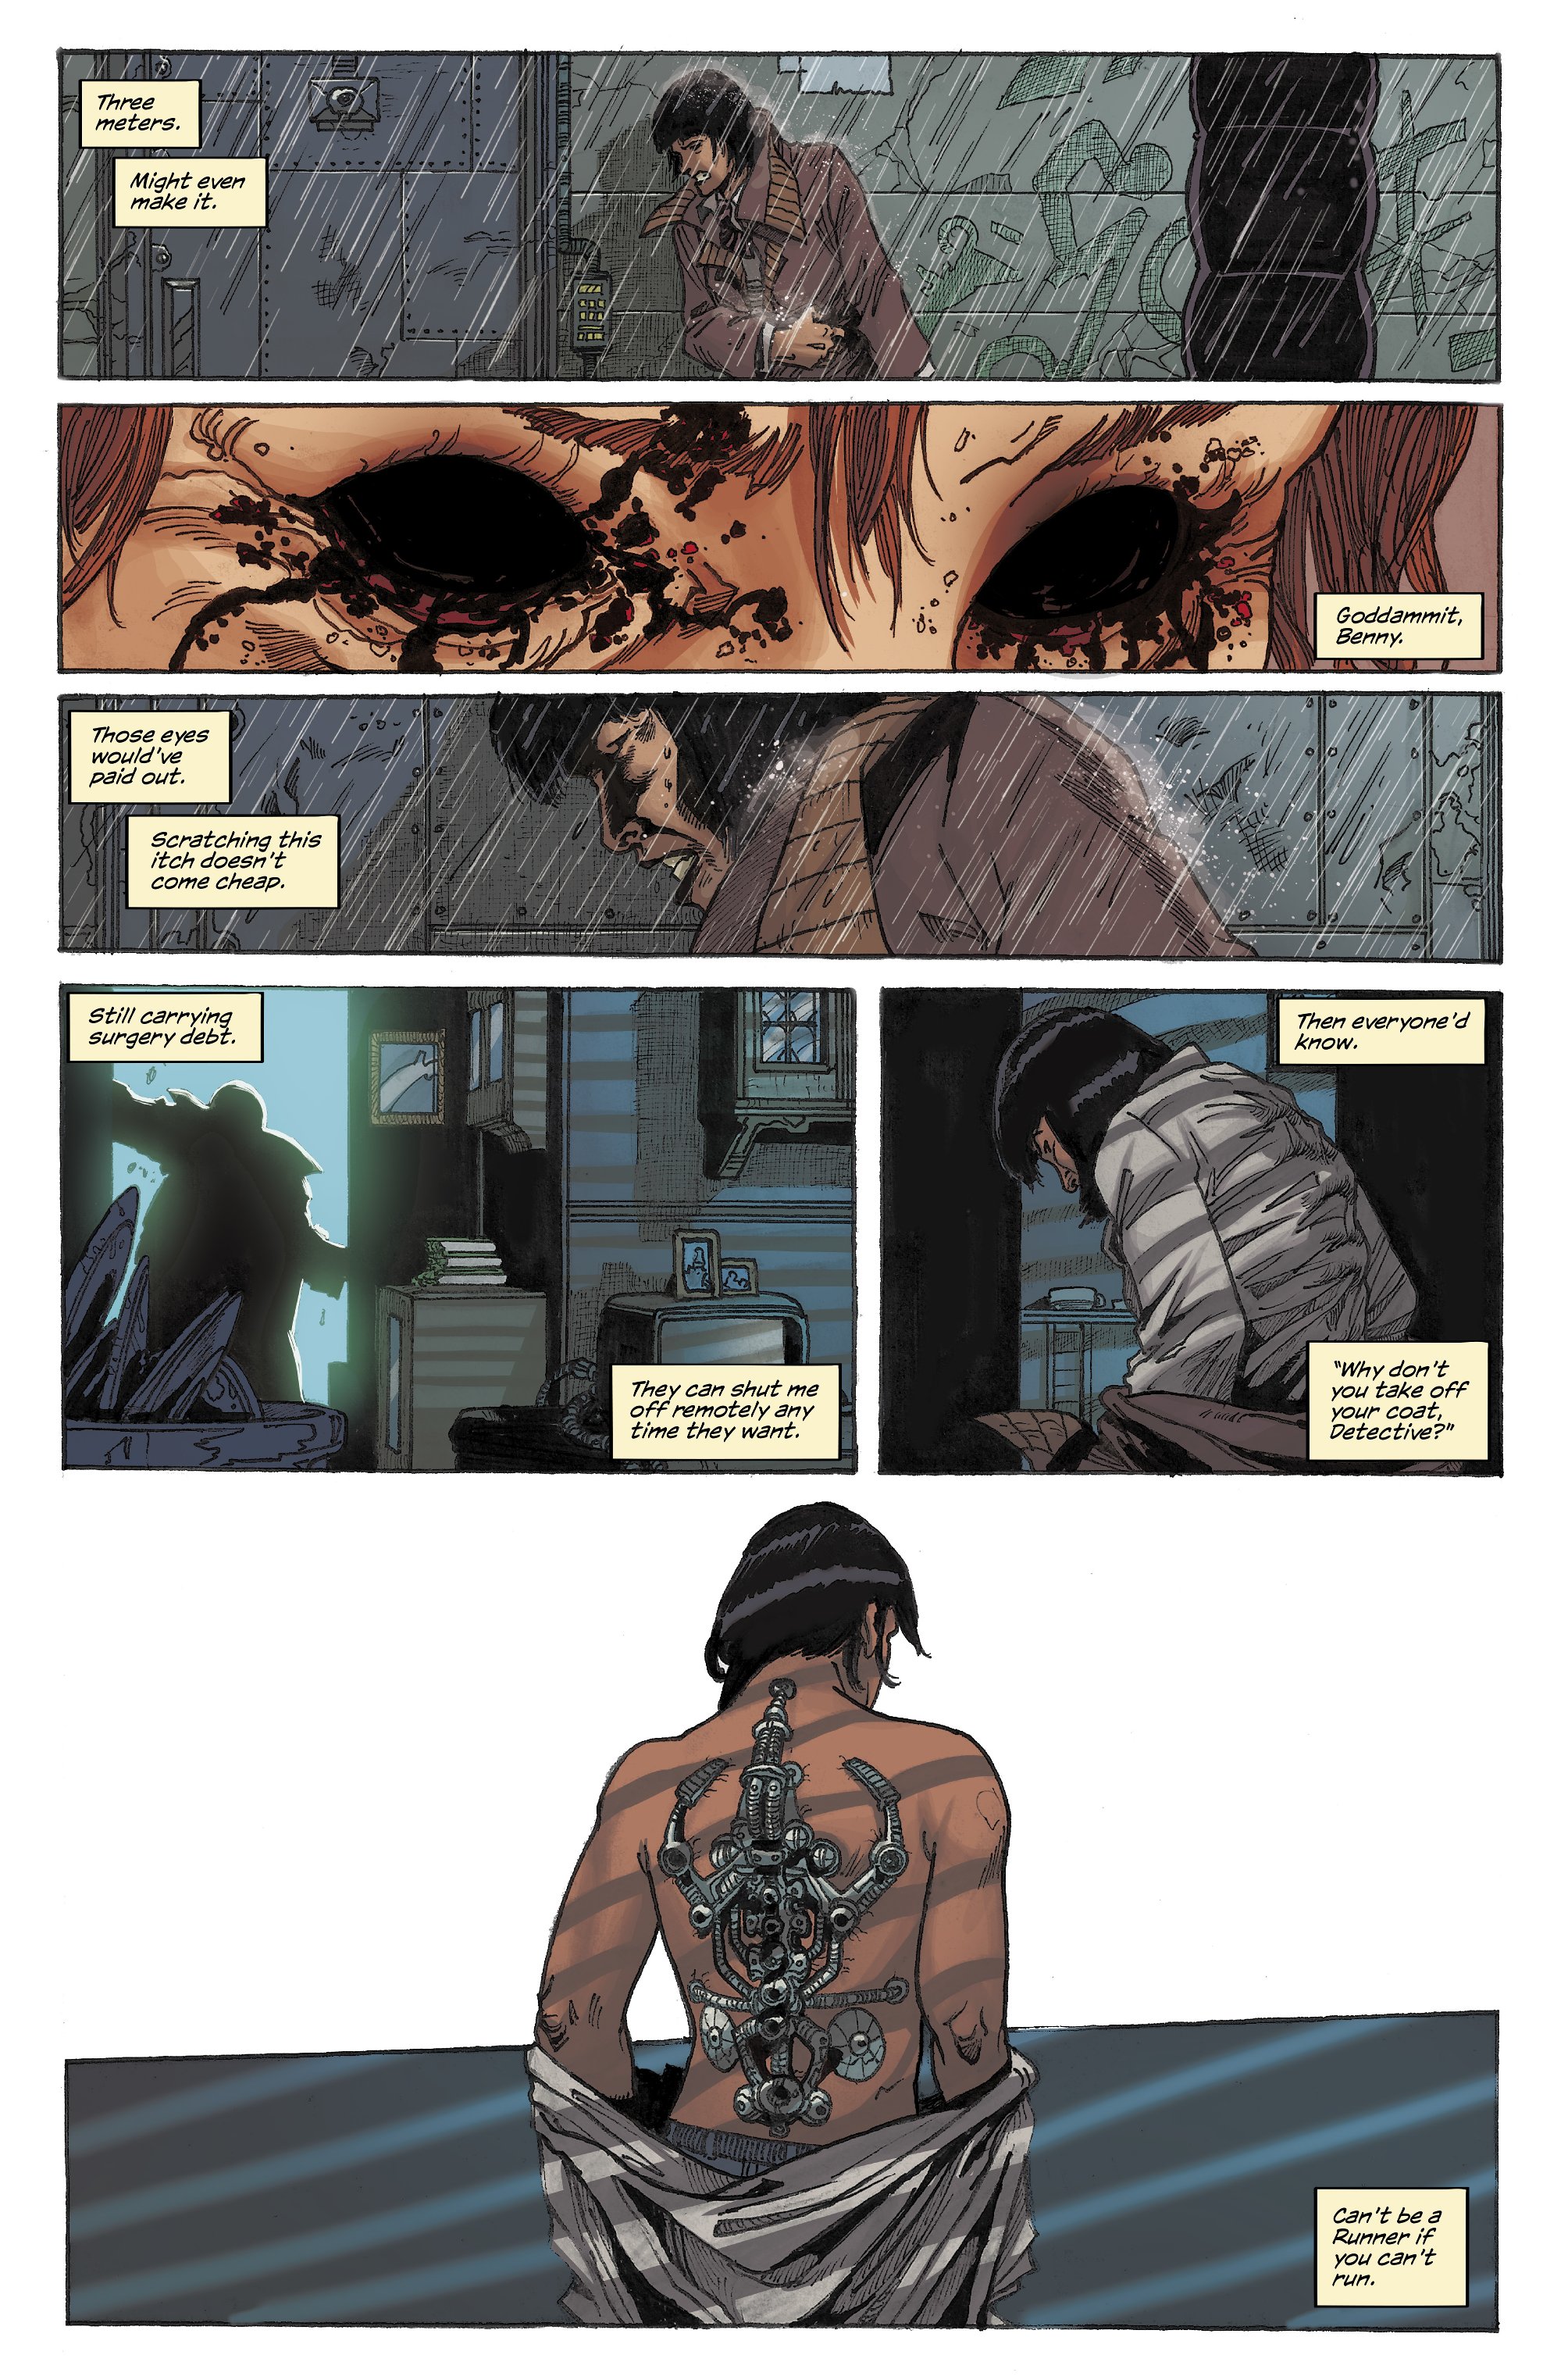 Three
meters.
Might even
make it.
Goddammit,
Benny.
Those eyes
would've
paid out.
Scratching this
itch doesn't
come cheap.
Still carrying
surgery debt.
They can shut me
off remotely any
time they want.
Then everyone'd
know.
"Why don't
you take off
your coat,
Detective?"
Can't be a
Runner if
you can't
run.